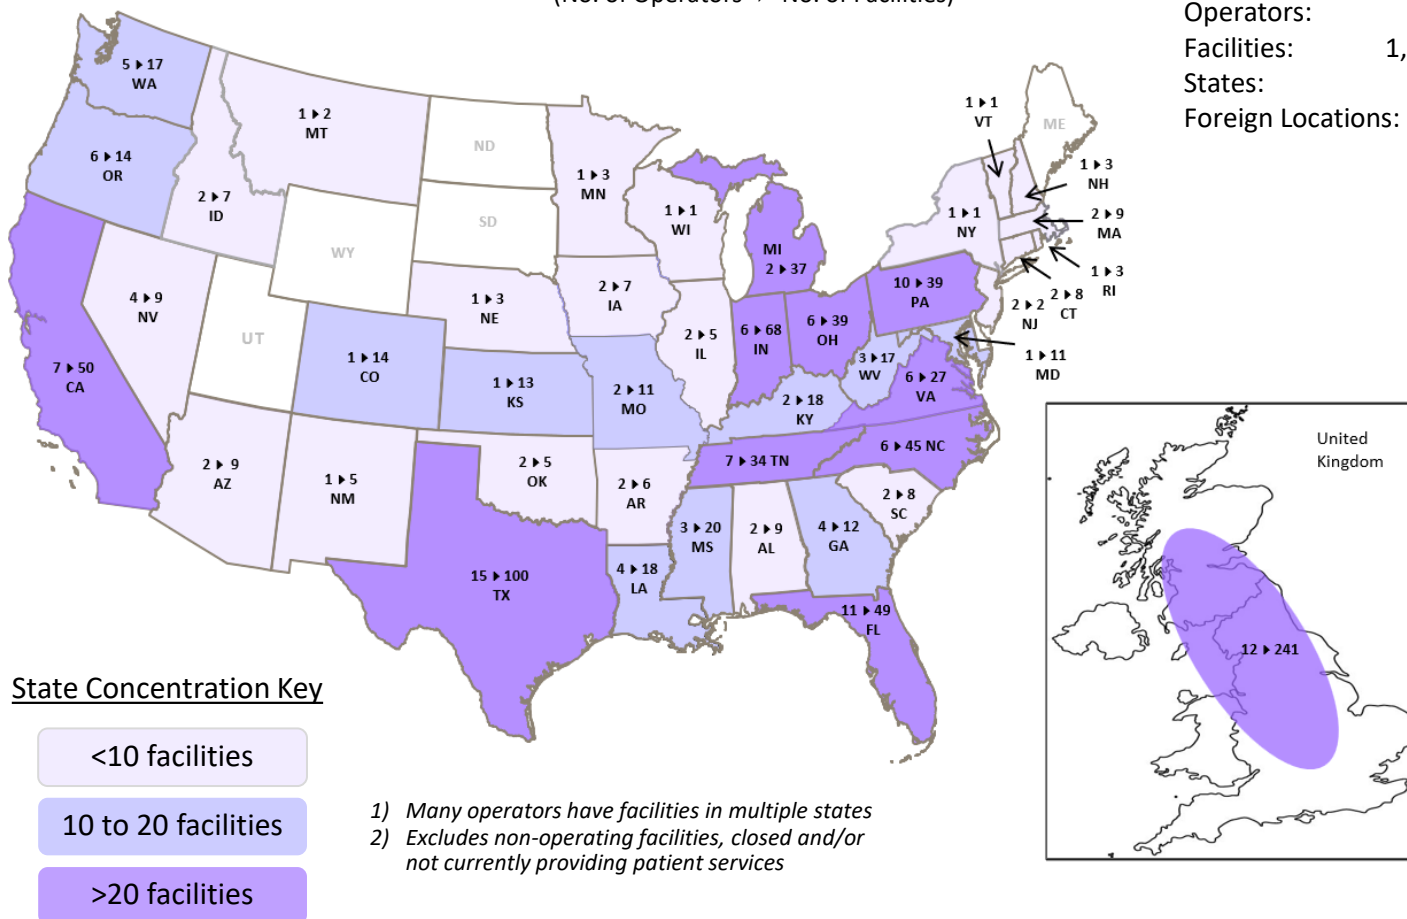 (No. of Operators → No. of Facilities)
Operators:
Facilities: 1,
States:
Foreign Locations:
5 ▸ 17
WA
1 ▸ 2
MT
ND
1 ▸ 3
MN
1 ▸ 1
VT
ME
6 ▸ 14
OR
2 ▸ 7
ID
SD
1 ▸ 1
WI
1 ▸ 1
NY
1 ▸ 3
NH
2 ▸ 9
MA
WY
MI
2 ▸ 37
1 ▸ 3
RI
4 ▸ 9
NV
1 ▸ 3
NE
2 ▸ 7
IA
10 ▸ 39
PA
2 ▸ 2
NJ
2 ▸ 8
CT
UT
2 ▸ 5
IL
6 ▸ 68
IN
6 ▸ 39
OH
1 ▸ 11
MD
7 ▸ 50
CA
1 ▸ 14
CO
1 ▸ 13
KS
2 ▸ 11
MO
3 ▸ 17
WV
6 ▸ 27
VA
2 ▸ 18
KY
2 ▸ 9
AZ
1 ▸ 5
NM
2 ▸ 5
OK
2 ▸ 6
AR
7 ▸ 34 TN
6 ▸ 45 NC
2 ▸ 8
SC
3 ▸ 20
MS
2 ▸ 9
AL
4 ▸ 12
GA
15 ▸ 100
TX
4 ▸ 18
LA
11 ▸ 49
FL
United
Kingdom
12 ▸ 241
State Concentration Key
<10 facilities
10 to 20 facilities
>20 facilities
1) Many operators have facilities in multiple states
2) Excludes non-operating facilities, closed and/or
not currently providing patient services